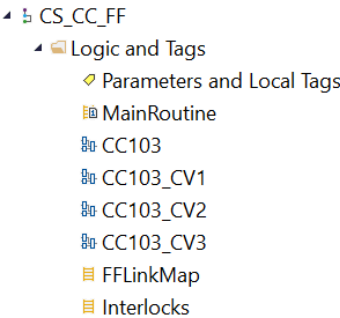 CS_CC_FF
Logic and Tags
Parameters and Local Tags
MainRoutine
CC103
CC103_CV1
CC103_CV2
CC103_CV3
FFLinkMap
Interlocks